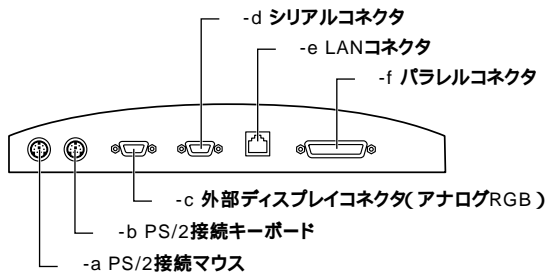 -d シリアルコネクタ
-e LANコネクタ
-f パラレルコネクタ
-c 外部ディスプレイコネクタ(アナログRGB)
-b PS/2接続キーボード
-a PS/2接続マウス